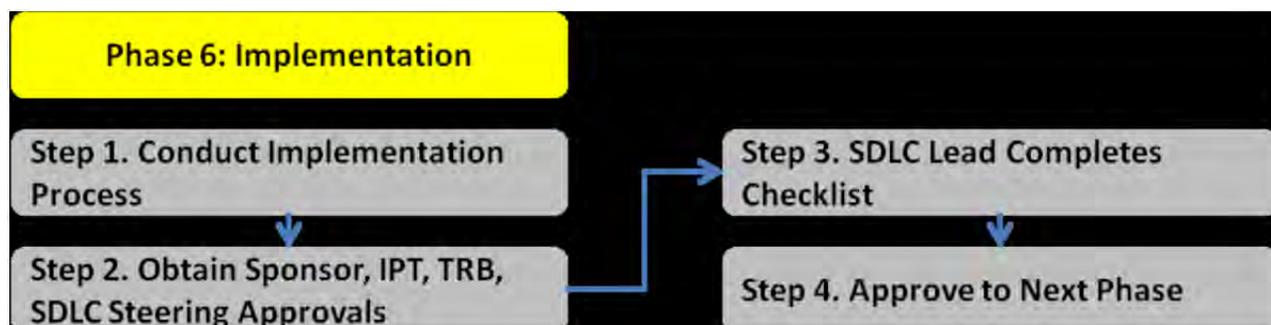 Phase 6: Implementation
Step 1. Conduct Implementation
Process
Step 2. Obtain Sponsor, IPT, TRB,
SDLC Steering Approvals
Step 3. SDLC Lead Completes
Checklist
Step 4. Approve to Next Phase